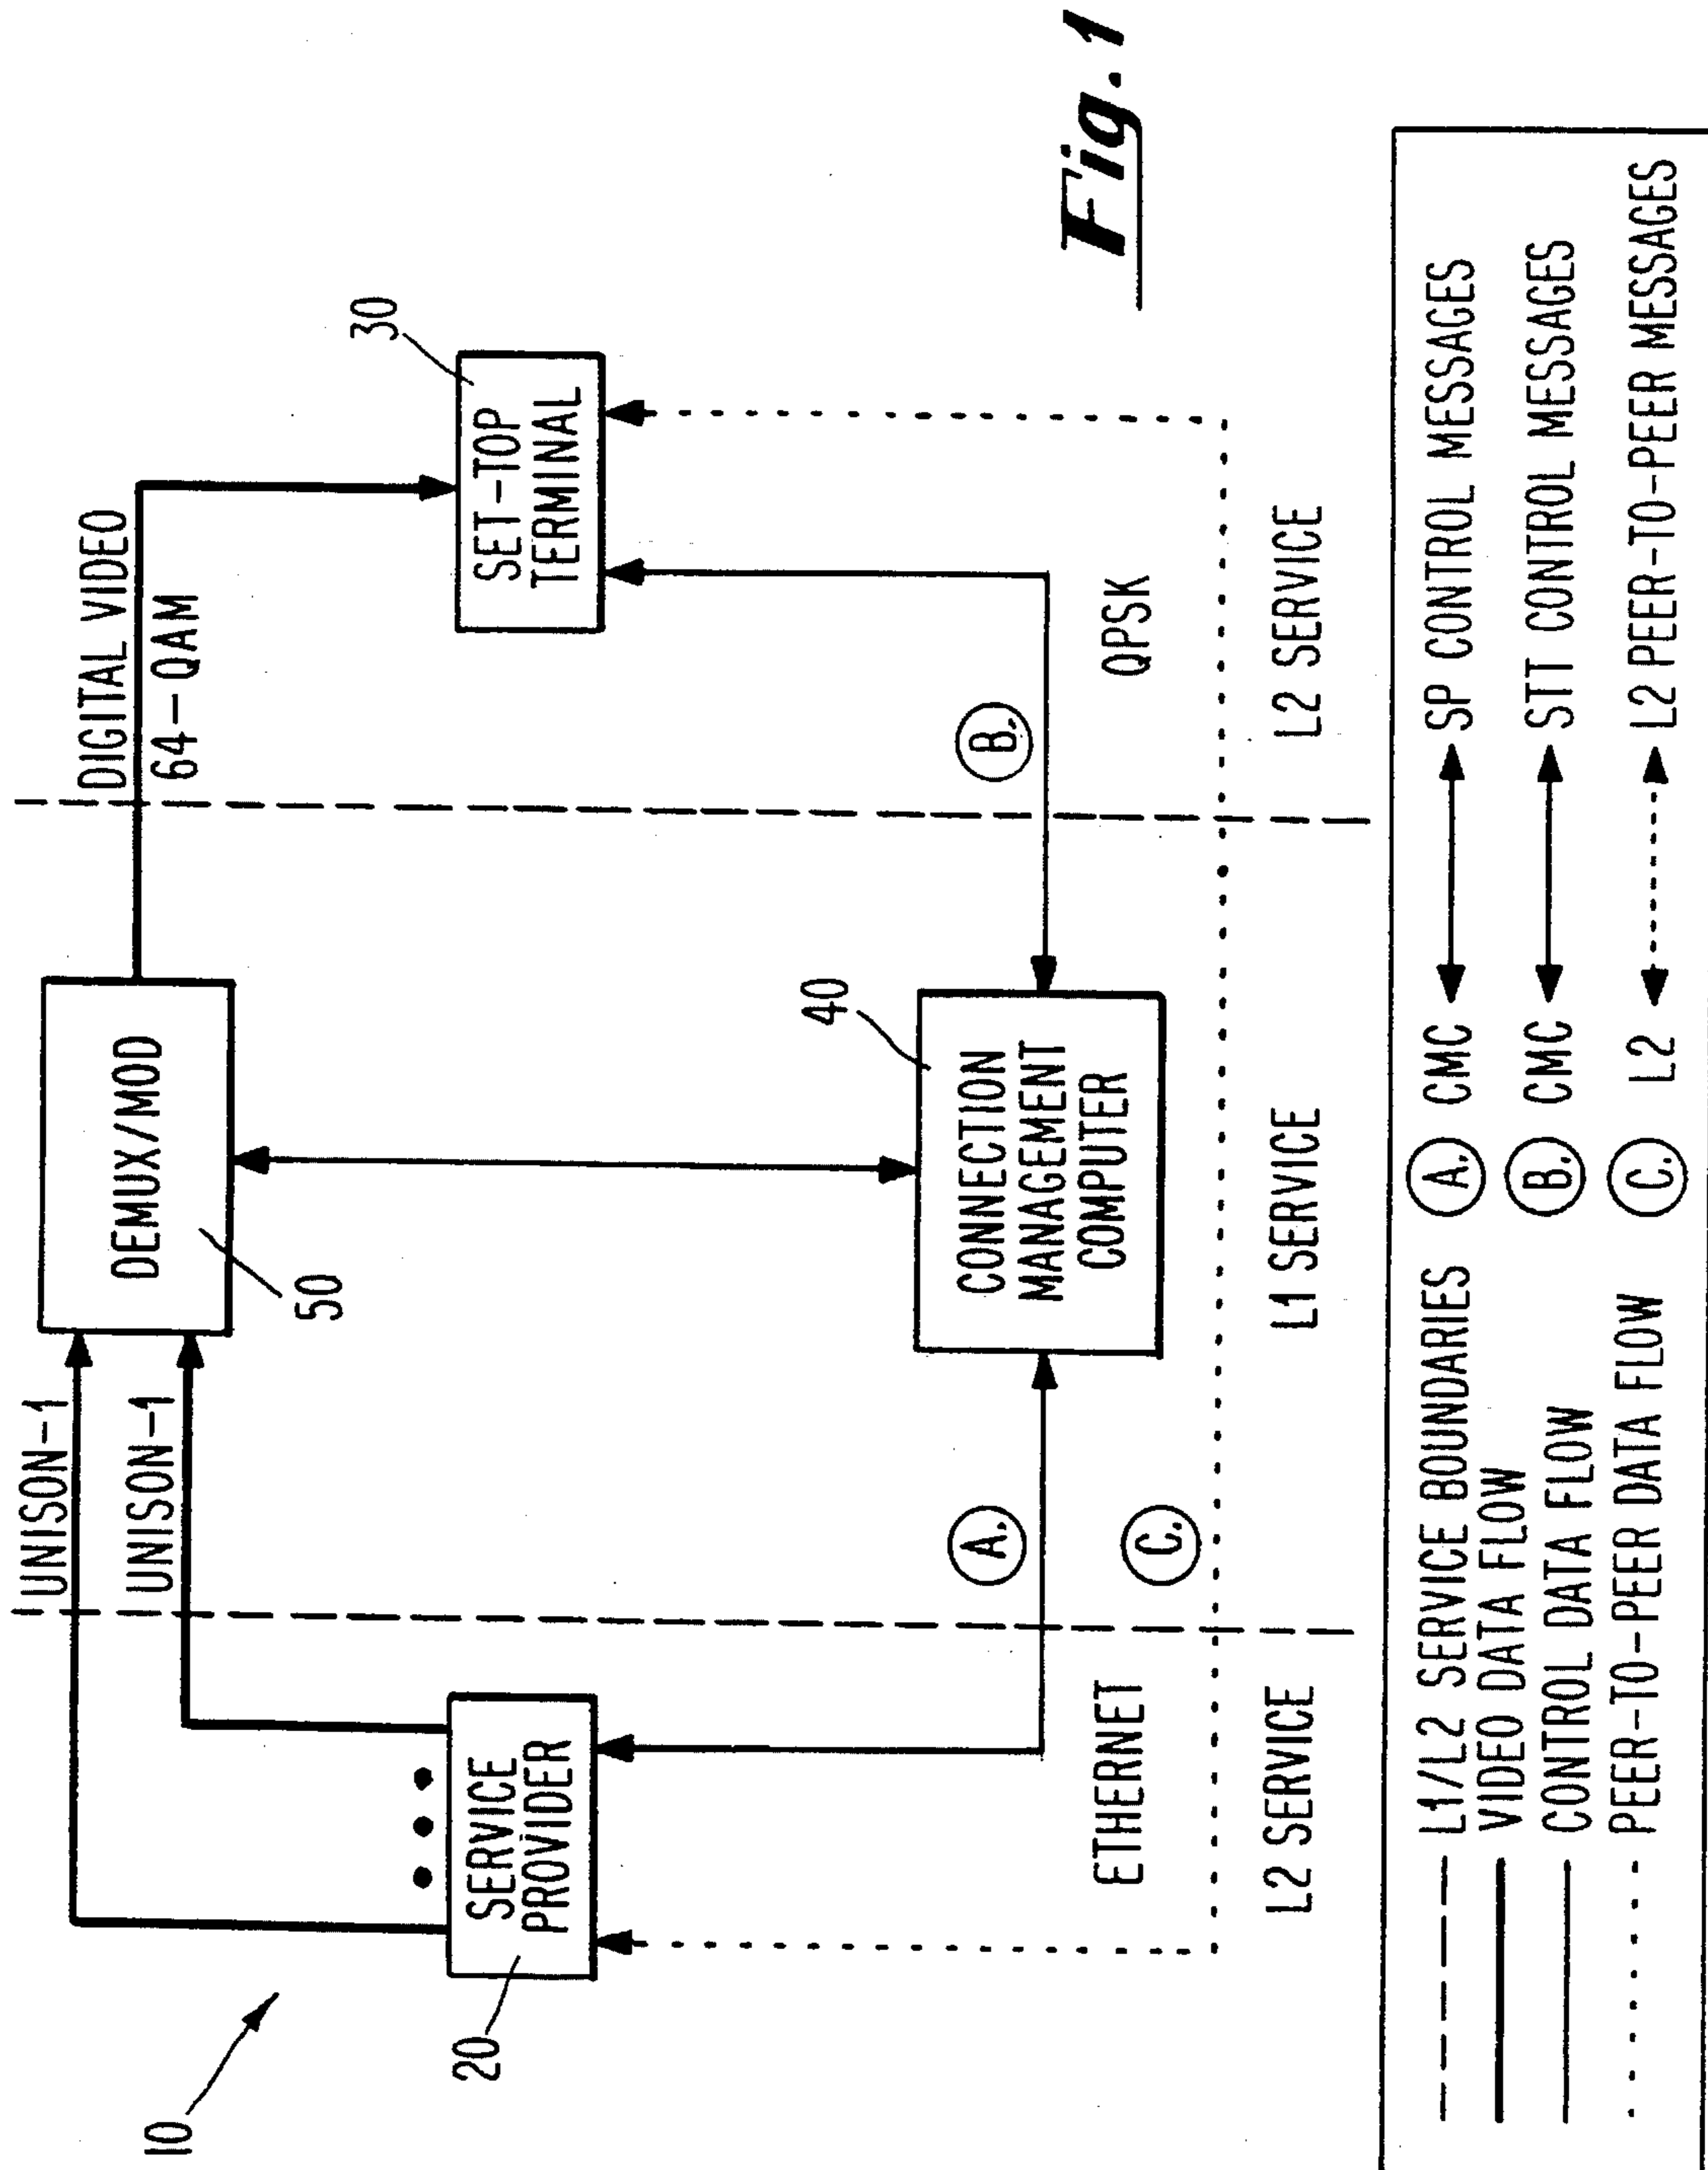 10
UNISON-1
UNISON-1
DIGITAL VIDEO
64-QAM
DEMUX/MOD
50
SERVICE
PROVIDER
20
SET-TOP
TERMINAL
30
40
CONNECTION
MANAGEMENT
COMPUTER
A.
B.
C.
ETHERNET
QPSK
L2 SERVICE
L1 SERVICE
L2 SERVICE
Fig. 1
L1/L2 SERVICE BOUNDARIES
VIDEO DATA FLOW
CONTROL DATA FLOW
PEER-TO-PEER DATA FLOW
A. CMC SP CONTROL MESSAGES
B. CMC STT CONTROL MESSAGES
C. L2 L2 PEER-TO-PEER MESSAGES